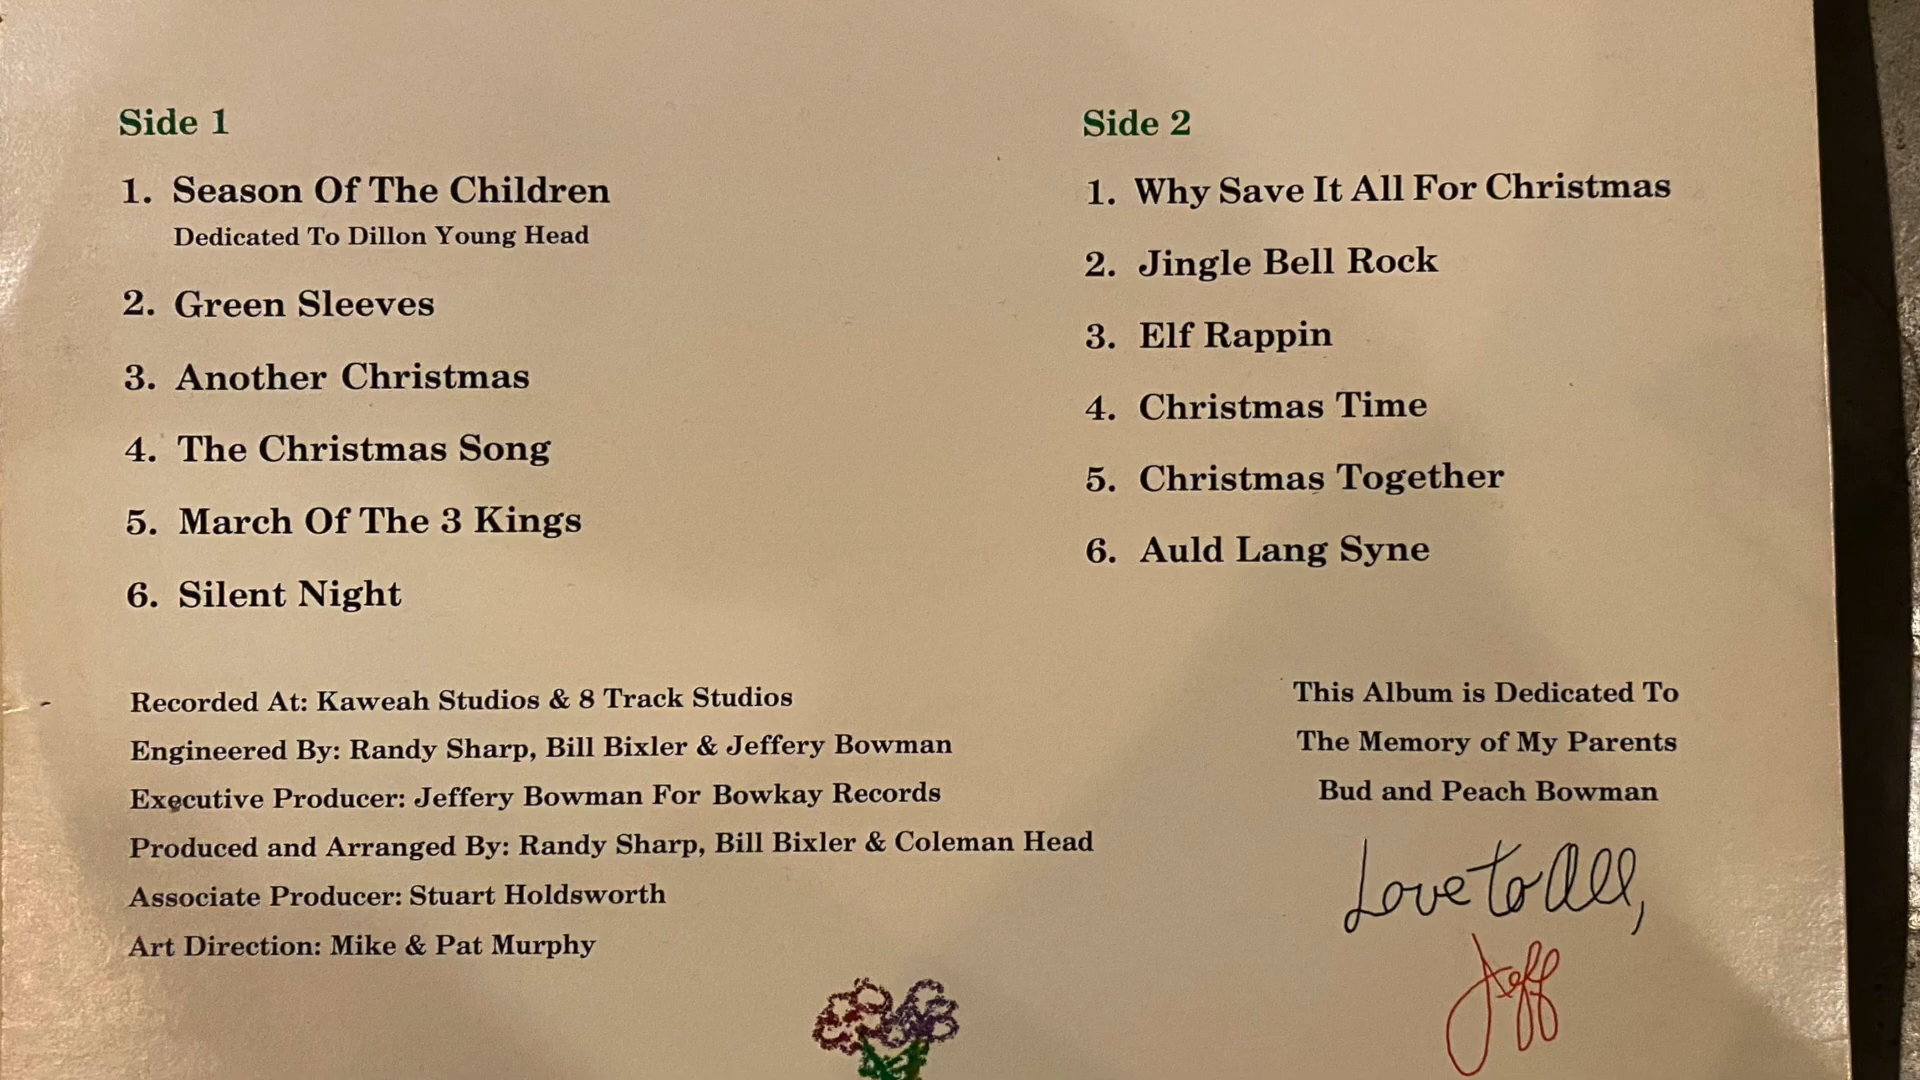 Side 1
1. Season Of The Children
Dedicated To Dillon Young Head
2. Green Sleeves
3. Another Christmas
4. The Christmas Song
5. March Of The 3 Kings
6. Silent Night
Side 2
1. Why Save It All For Christmas
2. Jingle Bell Rock
3. Elf Rappin
4. Christmas Time
5. Christmas Together
6. Auld Lang Syne
Recorded At: Kaweah Studios & 8 Track Studios
Engineered By: Randy Sharp, Bill Bixler & Jeffery Bowman
Executive Producer: Jeffery Bowman For Bowkay Records
Produced and Arranged By: Randy Sharp, Bill Bixler & Coleman Head
Associate Producer: Stuart Holdsworth
Art Direction: Mike & Pat Murphy
This Album is Dedicated To
The Memory of My Parents
Bud and Peach Bowman
Love to All,
Jeff